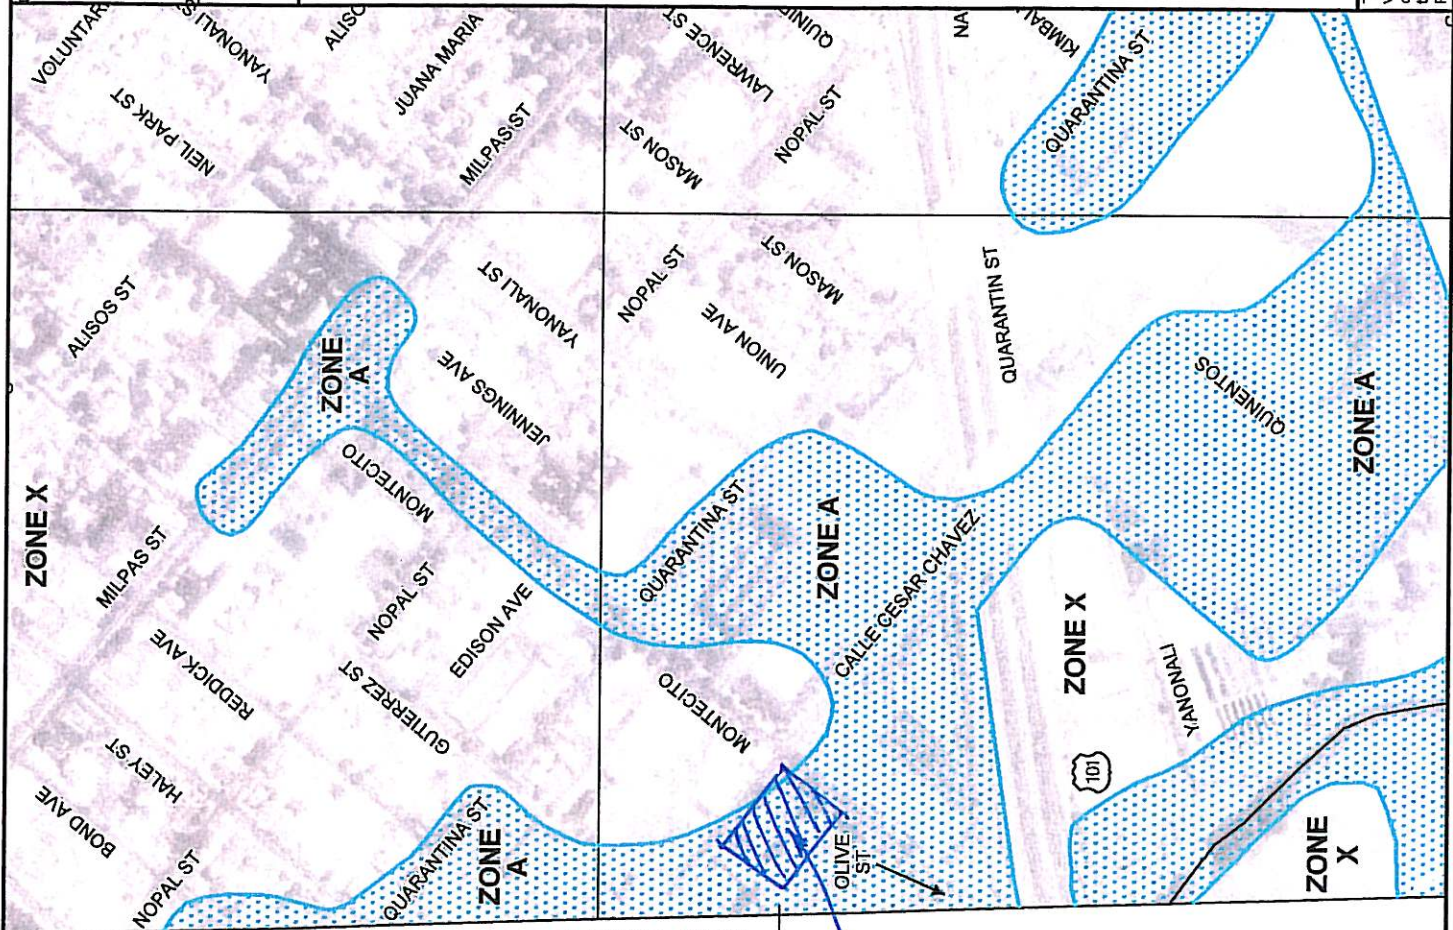 VOLUNTAR
YANONALI ST
ALISO
JUANA MARIA
LAWRENCE ST
QUINIE
NA
KIMBAL
QUARANTINA ST
NEIL PARK ST
MILPAS ST
MASON ST
NOPAL ST
ALISOS ST
YANONALI ST
NOPAL ST
MASON ST
QUARANTIN ST
UNION AVE
ZONE
A
JENNINGS AVE
QUINENTOS
ZONE A
ZONE X
MONTECITO
QUARANTINA ST
ZONE A
MILPAS ST
NOPAL ST
EDISON AVE
CALLE CESAR CHAVEZ
ZONE X
REDDICK AVE
GUTIERREZ ST
MONTECITO
YANONALI
HALEY ST
101
BOND AVE
NOPAL ST
QUARANTINA ST
ZONE
A
OLIVE
ST
ZONE
X